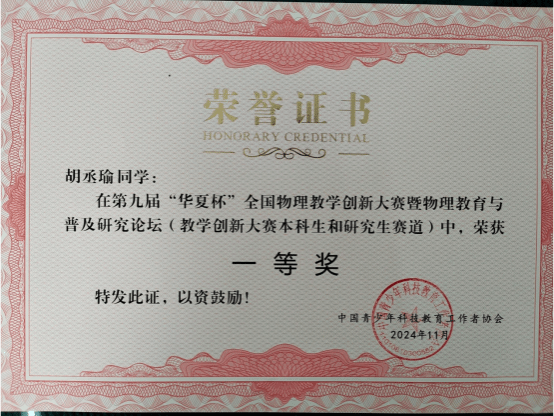 荣誉证书
HONORARY CREDENTIAL
胡丞瑜同学：
在第九届“华夏杯”全国物理教学创新大赛暨物理教育与
普及研究论坛（教学创新大赛本科生和研究生赛道）中，荣获
一等奖
特发此证，以资鼓励！
中国青少年科技教育工作者协会
2024年11月